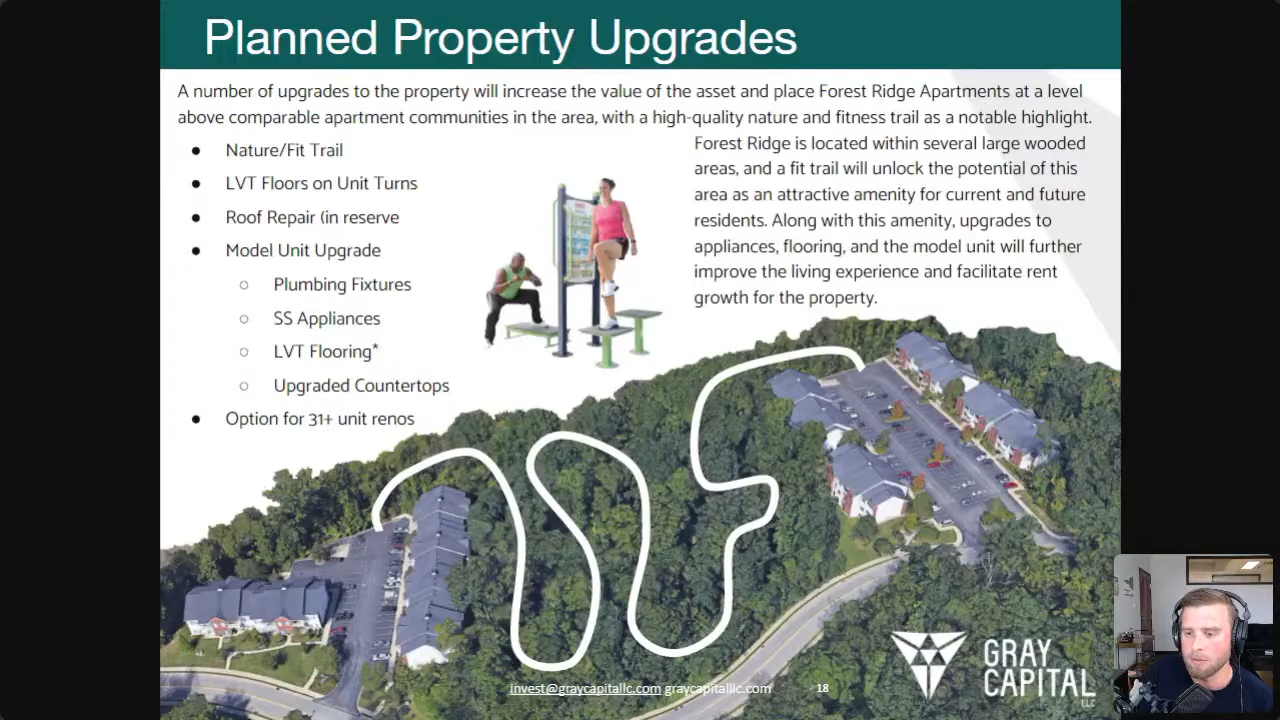 Planned Property Upgrades
A number of upgrades to the property will increase the value of the asset and place Forest Ridge Apartments at a level
above comparable apartment communities in the area, with a high-quality nature and fitness trail as a notable highlight.
● Nature/Fit Trail
● LVT Floors on Unit Turns
● Roof Repair (in reserve
● Model Unit Upgrade
○ Plumbing Fixtures
○ SS Appliances
○ LVT Flooring*
○ Upgraded Countertops
● Option for 31+ unit renos
Forest Ridge is located within several large wooded
areas, and a fit trail will unlock the potential of this
area as an attractive amenity for current and future
residents. Along with this amenity, upgrades to
appliances, flooring, and the model unit will further
improve the living experience and facilitate rent
growth for the property.
invest@graycapitallc.com graycapitalllc.com
18
GRAY
CAPITAL
LLC